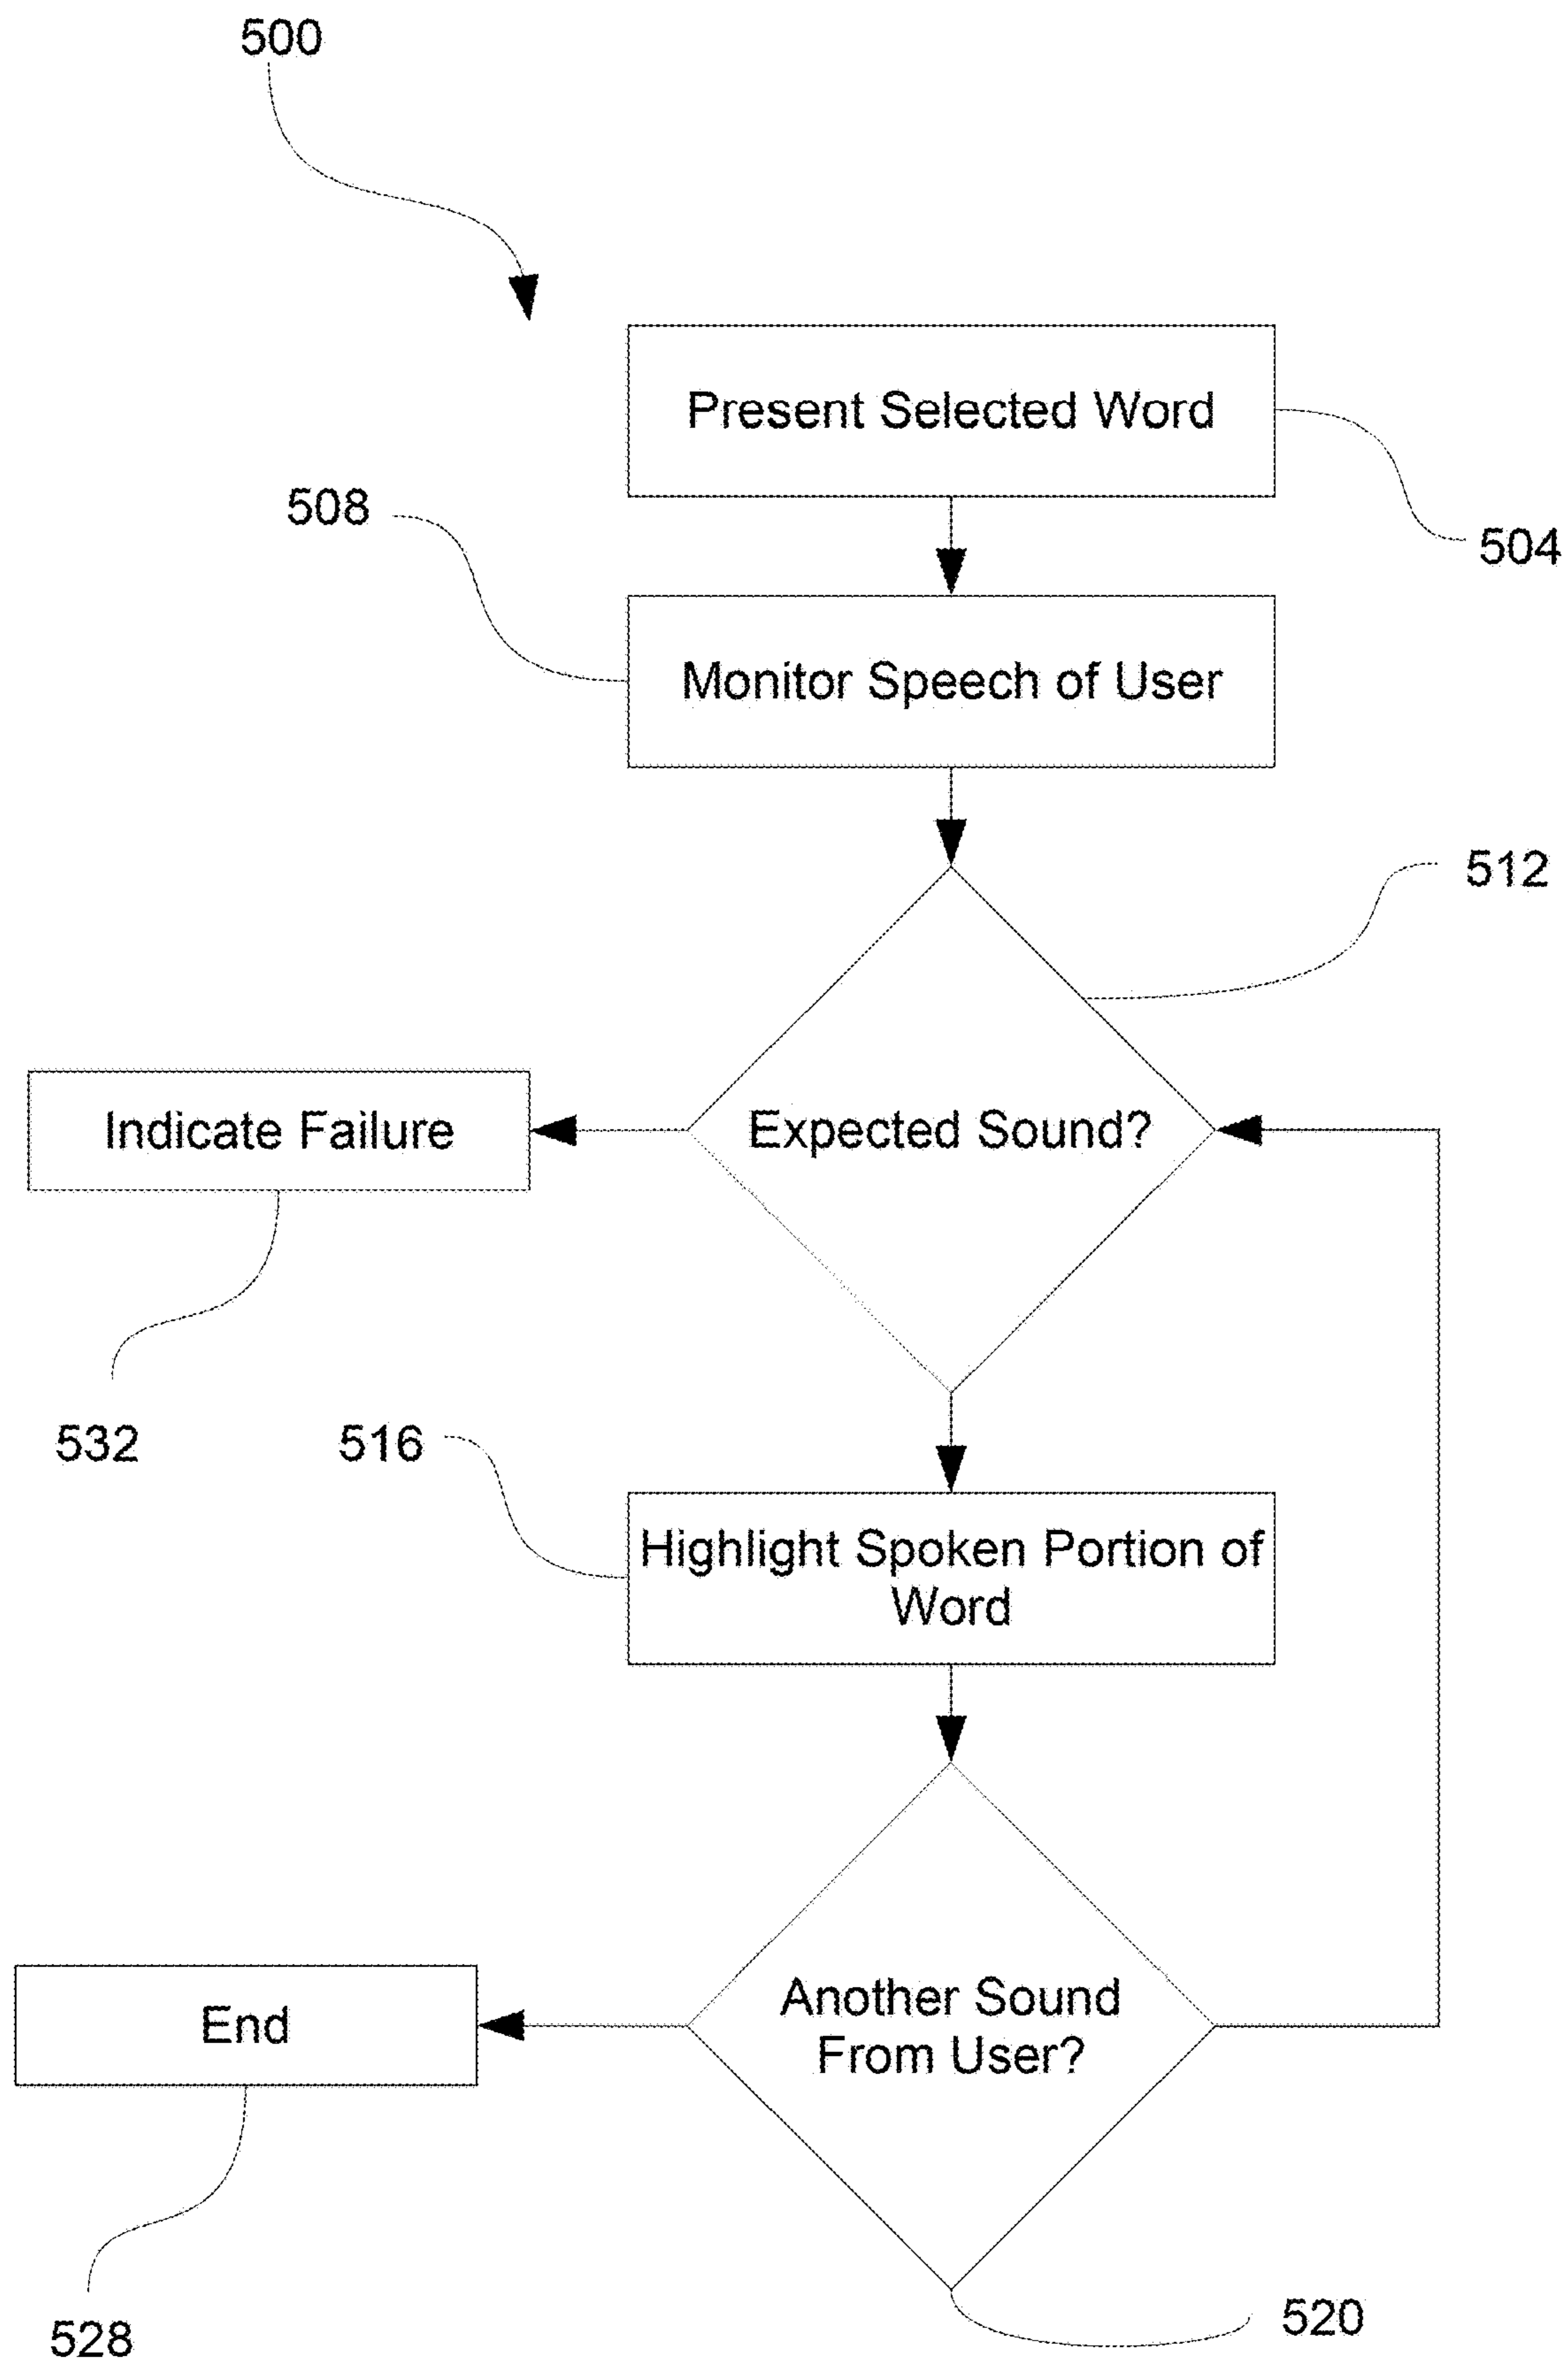 500
Present Selected Word
508
504
Monitor Speech of User
512
Expected Sound?
Indicate Failure
532
516
Highlight Spoken Portion of
Word
Another Sound
From User?
End
520
528